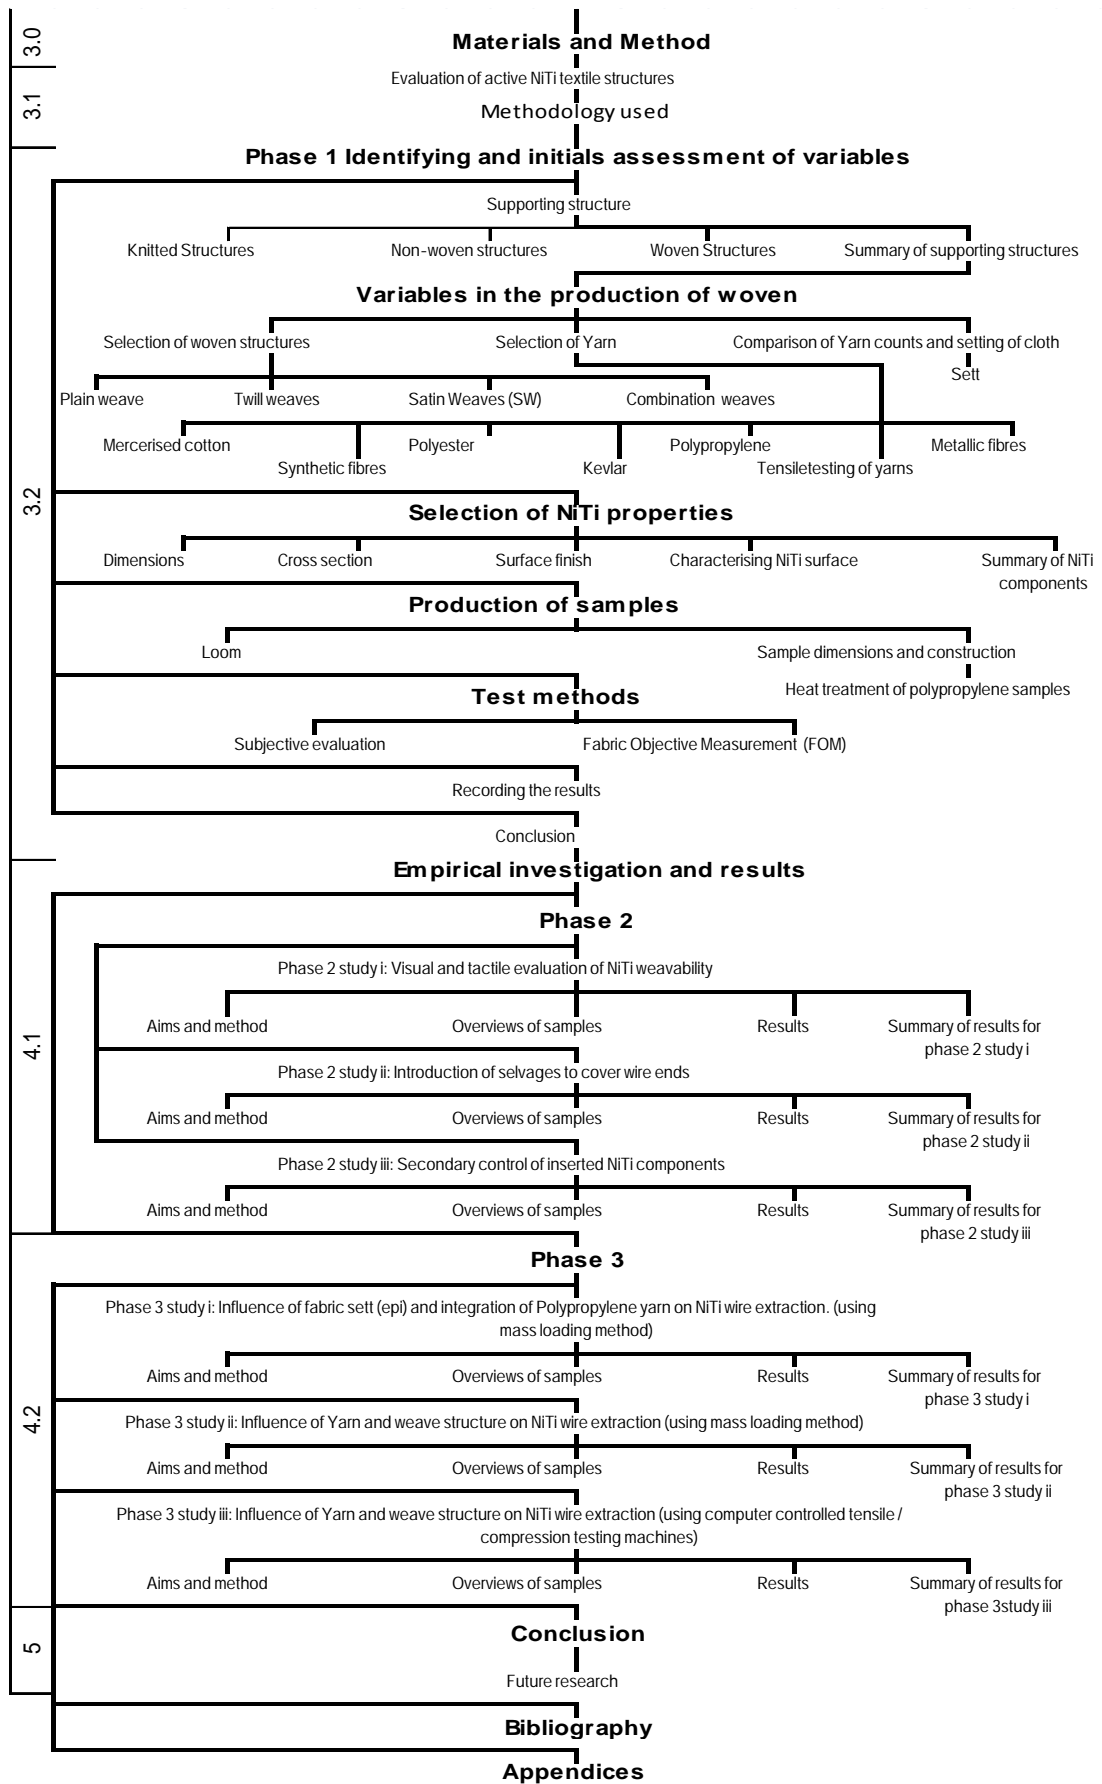 3.0
Materials and Method
Evaluation of active NiTi textile structures
3.1
Methodology used
Phase 1 Identifying and initials assessment of variables
Supporting structure
Knitted Structures
Non-woven structures
Woven Structures
Summary of supporting structures
Variables in the production of woven
Selection of woven structures
Selection of Yarn
Comparison of Yarn counts and setting of cloth
Sett
Plain weave
Twill weaves
Satin Weaves (SW)
Combination weaves
Mercerised cotton
Polyester
Polypropylene
Metallic fibres
Synthetic fibres
Kevlar
Tensiletesting of yarns
3.2
Selection of NiTi properties
Dimensions
Cross section
Surface finish
Characterising NiTi surface
Summary of NiTi
components
Production of samples
Loom
Sample dimensions and construction
Heat treatment of polypropylene samples
Test methods
Subjective evaluation
Fabric Objective Measurement (FOM)
Recording the results
Conclusion
Empirical investigation and results
Phase 2
Phase 2 study i: Visual and tactile evaluation of NiTi weavability
4.1
Aims and method
Overviews of samples
Results
Summary of results for
phase 2 study i
Phase 2 study ii: Introduction of selvages to cover wire ends
Aims and method
Overviews of samples
Results
Summary of results for
phase 2 study ii
Phase 2 study iii: Secondary control of inserted NiTi components
Aims and method
Overviews of samples
Results
Summary of results for
phase 2 study iii
Phase 3
Phase 3 study i: Influence of fabric sett (epi) and integration of Polypropylene yarn on NiTi wire extraction. (using
mass loading method)
Aims and method
Overviews of samples
Results
Summary of results for
phase 3 study i
4.2
Phase 3 study ii: Influence of Yarn and weave structure on NiTi wire extraction (using mass loading method)
Aims and method
Overviews of samples
Results
Summary of results for
phase 3 study ii
Phase 3 study iii: Influence of Yarn and weave structure on NiTi wire extraction (using computer controlled tensile /
compression testing machines)
Aims and method
Overviews of samples
Results
Summary of results for
phase 3study iii
5
Conclusion
Future research
Bibliography
Appendices